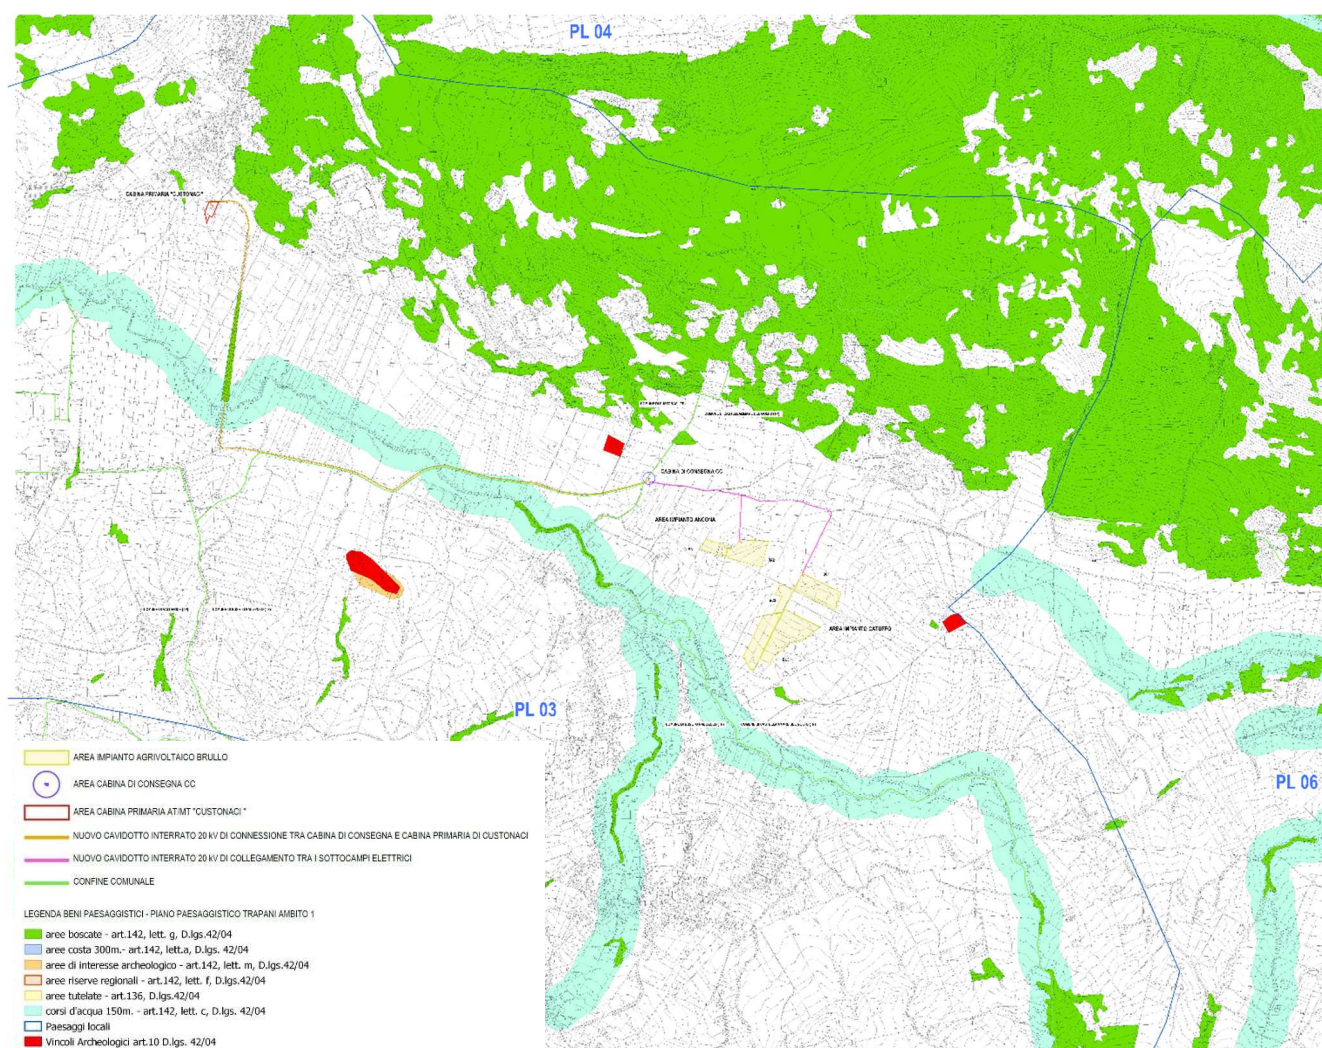 PL 04
CABINA PRIMARIA "CUSTONACI"
CABINA DI CONSEGNA CC
AREA IMPIANTO ANCONA
AREA IMPIANTO CATUFFO
PL 03
PL 06
AREA IMPIANTO AGRIVOLTAICO BRULLO
AREA CABINA DI CONSEGNA CC
AREA CABINA PRIMARIA AT/MT "CUSTONACI "
NUOVO CAVIDOTTO INTERRATO 20 kV DI CONNESSIONE TRA CABINA DI CONSEGNA E CABINA PRIMARIA DI CUSTONACI
NUOVO CAVIDOTTO INTERRATO 20 kV DI COLLEGAMENTO TRA I SOTTOCAMPI ELETTRICI
CONFINE COMUNALE
LEGENDA BENI PAESAGGISTICI - PIANO PAESAGGISTICO TRAPANI AMBITO 1
aree boscate - art.142, lett. g, D.lgs.42/04
aree costa 300m.- art.142, lett.a, D.lgs. 42/04
aree di interesse archeologico - art.142, lett. m, D.lgs.42/04
aree riserve regionali - art.142, lett. f, D.lgs.42/04
aree tutelate - art.136, D.lgs.42/04
corsi d'acqua 150m. - art.142, lett. c, D.lgs. 42/04
Paesaggi locali
Vincoli Archeologici art.10 D.lgs. 42/04